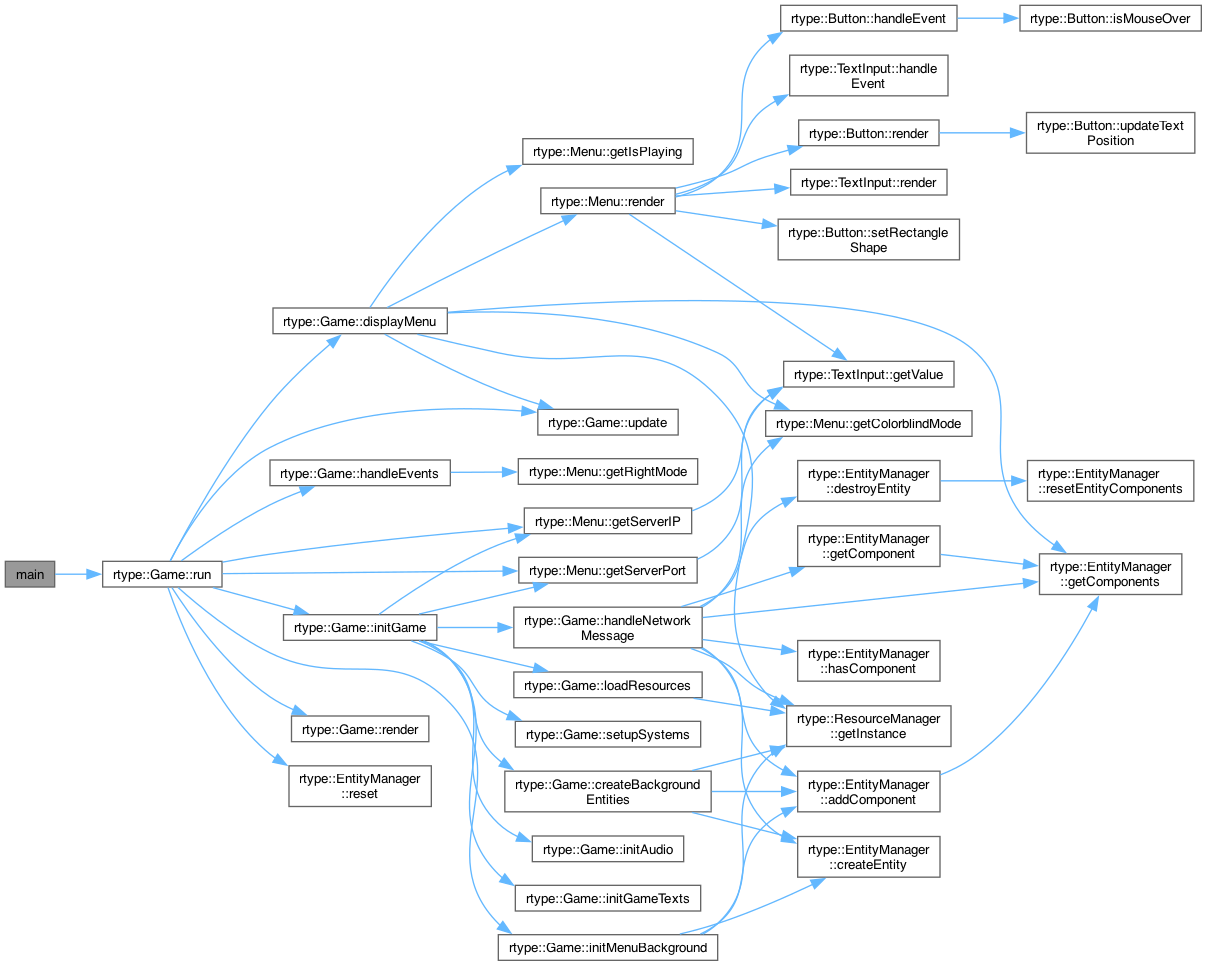 rtype::Button::handleEvent
rtype::Button::isMouseOver
rtype::TextInput::handle
Event
rtype::Button::render
rtype::Button::updateText
Position
rtype::Menu::getIsPlaying
rtype::TextInput::render
rtype::Menu::render
rtype::Button::setRectangle
Shape
rtype::Game::displayMenu
rtype::TextInput::getValue
rtype::Game::update
rtype::Menu::getColorblindMode
rtype::Game::handleEvents
rtype::Menu::getRightMode
rtype::EntityManager
::destroyEntity
rtype::EntityManager
::resetEntityComponents
rtype::Menu::getServerIP
rtype::EntityManager
::getComponent
main
rtype::Game::run
rtype::Menu::getServerPort
rtype::EntityManager
::getComponents
rtype::Game::initGame
rtype::Game::handleNetwork
Message
rtype::EntityManager
::hasComponent
rtype::Game::loadResources
rtype::Game::render
rtype::Game::setupSystems
rtype::ResourceManager
::getInstance
rtype::EntityManager
::reset
rtype::Game::createBackground
Entities
rtype::EntityManager
::addComponent
rtype::Game::initAudio
rtype::EntityManager
::createEntity
rtype::Game::initGameTexts
rtype::Game::initMenuBackground